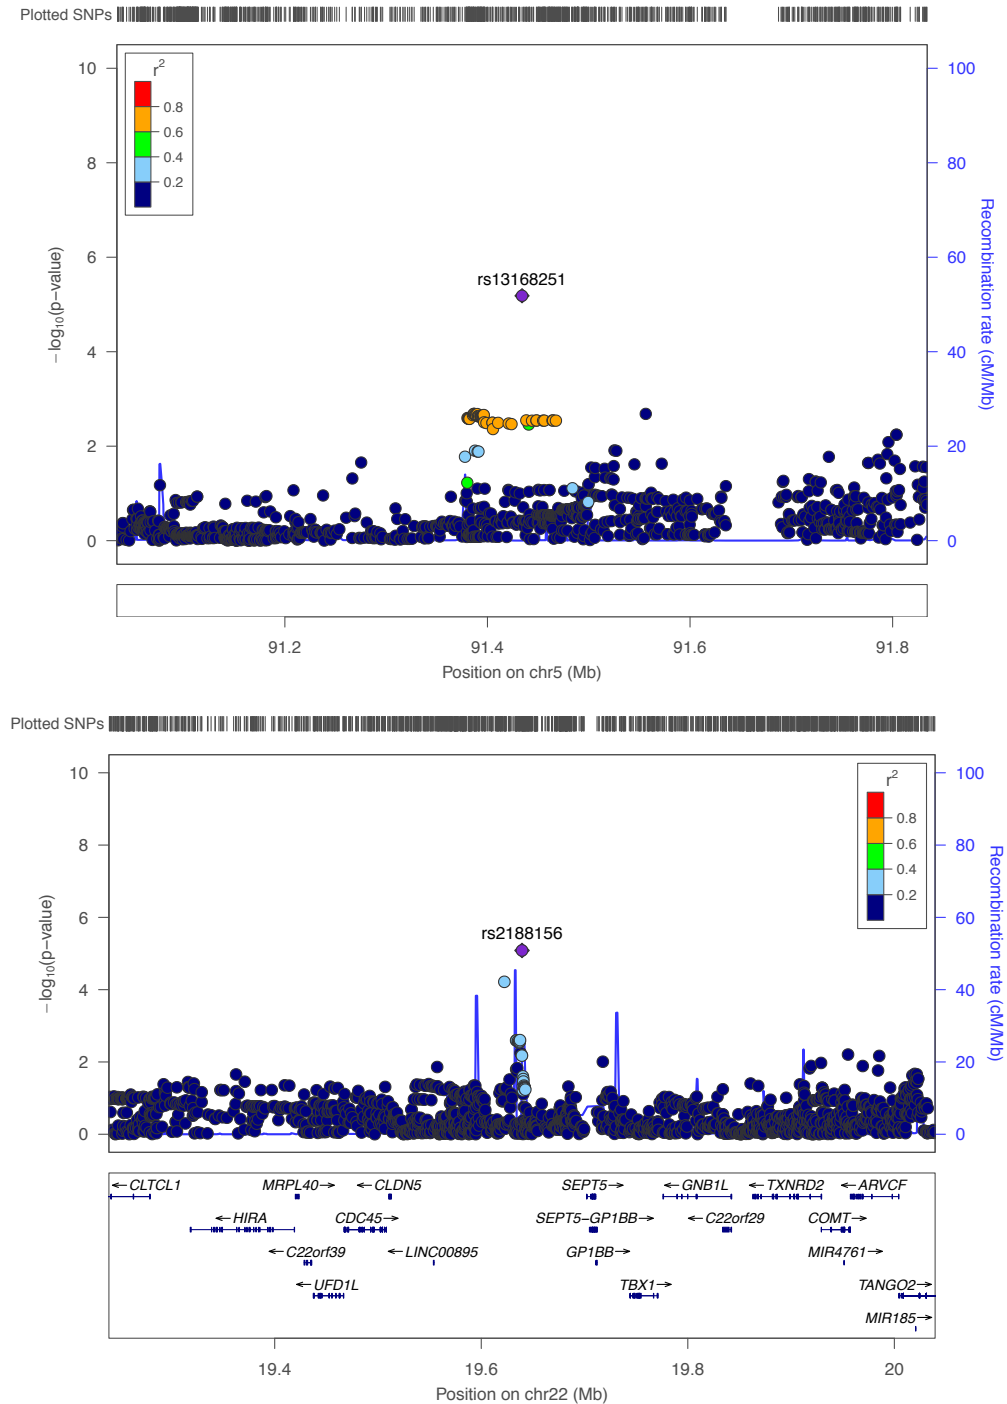 Plotted SNPs
r2
0.8
0.6
0.4
0.2
10
8
6
4
2
0
−log10(p−value)
100
80
60
40
20
0
Recombination rate (cM/Mb)
rs13168251
91.2 91.4 91.6 91.8
Position on chr5 (Mb)
Plotted SNPs
r2
0.8
0.6
0.4
0.2
10
8
6
4
2
0
−log10(p−value)
100
80
60
40
20
0
Recombination rate (cM/Mb)
rs2188156
←CLTCL1 MRPL40→ ←CLDN5 SEPT5→ ←GNB1L ←TXNRD2 ←ARVCF
←HIRA CDC45→ SEPT5−GP1BB→ ←C22orf29 COMT→
←C22orf39 ←LINC00895 GP1BB→ MIR4761→
←UFD1L TBX1→ TANGO2→
MIR185→
19.4 19.6 19.8 20
Position on chr22 (Mb)